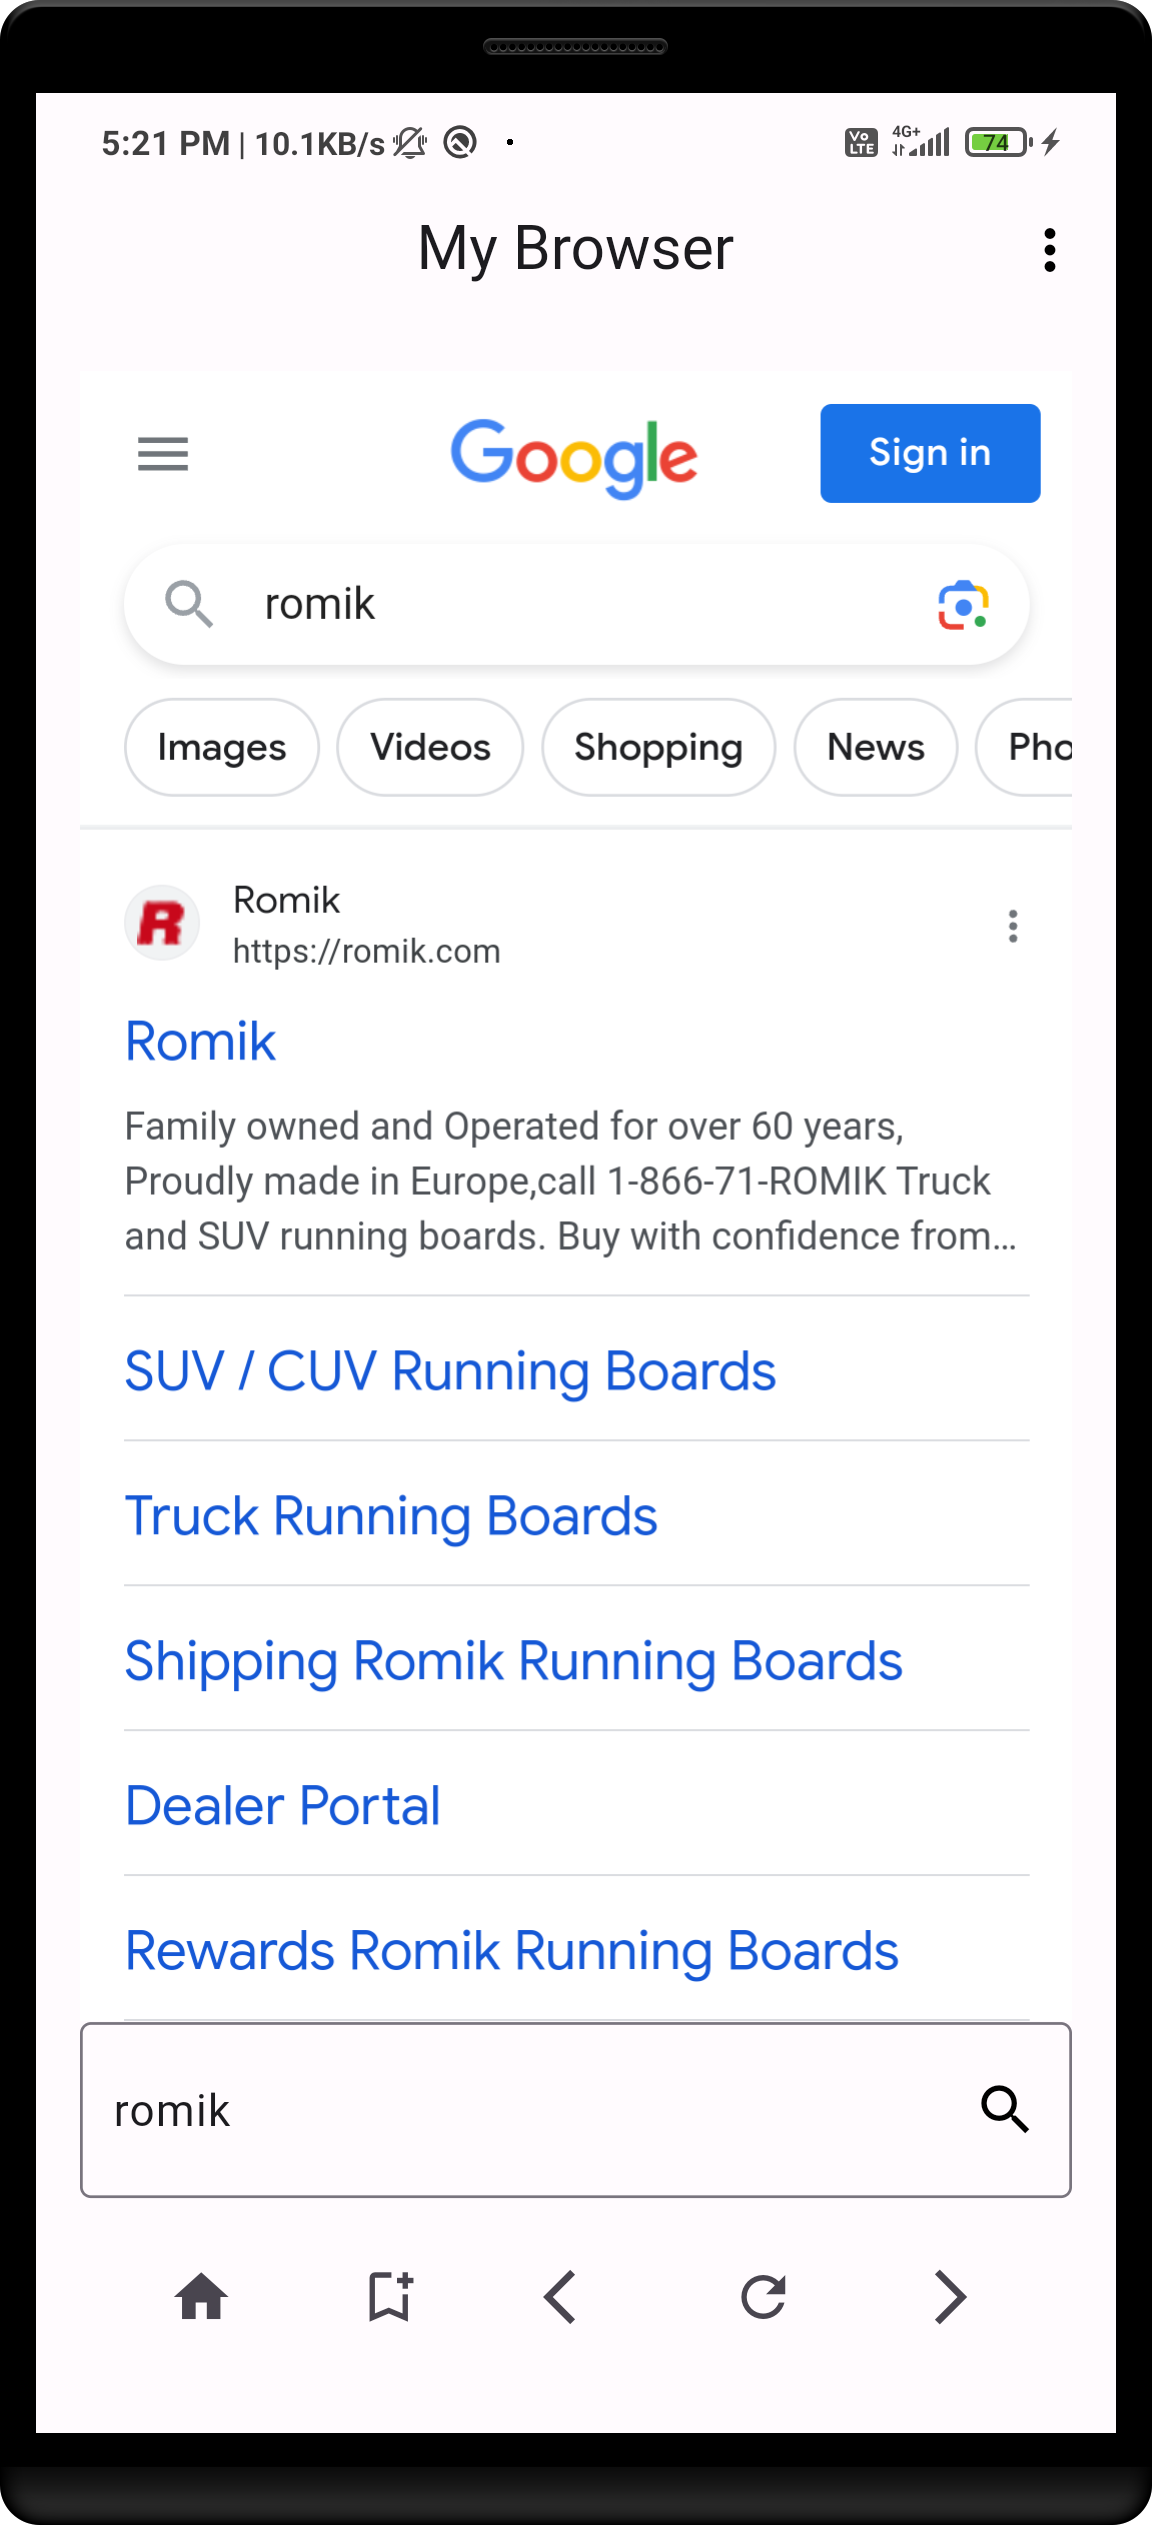 5:21 PM | 10.1KB/s
Vo LTE 4G+ 74
My Browser
Google
Sign in
romik
Images Videos Shopping News Pho
Romik
https://romik.com
Romik
Family owned and Operated for over 60 years,
Proudly made in Europe,call 1-866-71-ROMIK Truck
and SUV running boards. Buy with confidence from...
SUV / CUV Running Boards
Truck Running Boards
Shipping Romik Running Boards
Dealer Portal
Rewards Romik Running Boards
romik